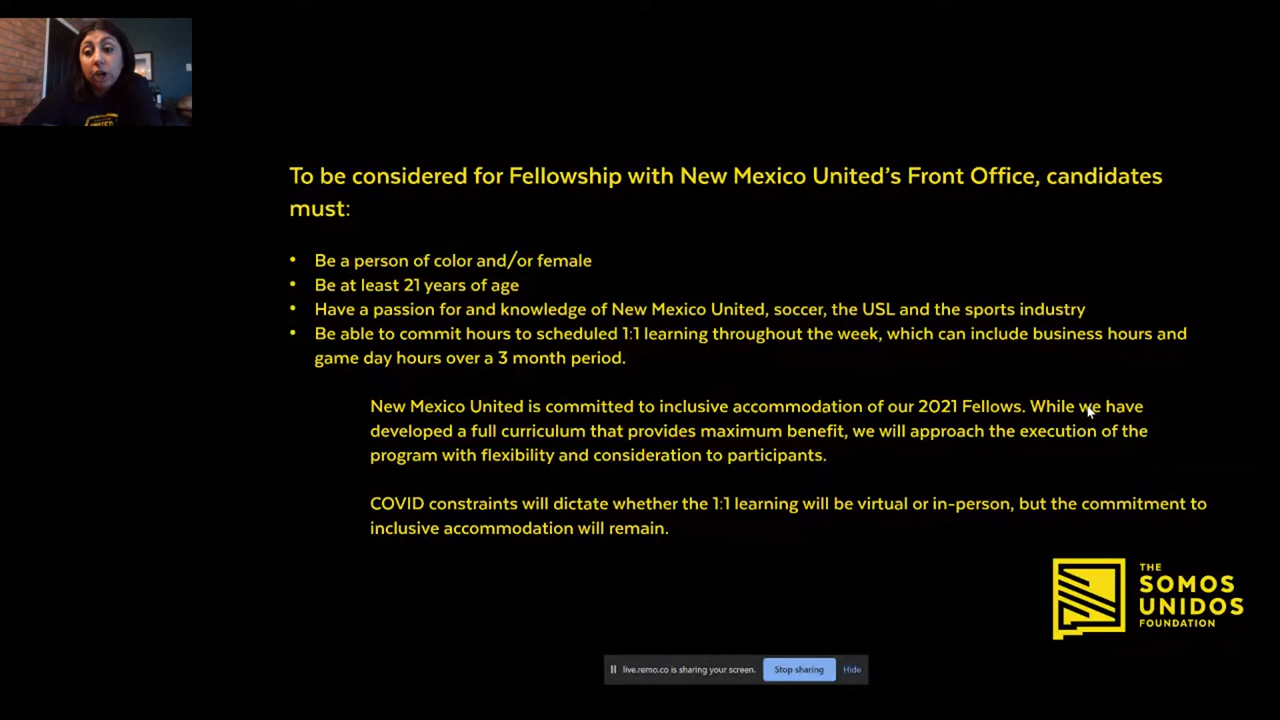 To be considered for Fellowship with New Mexico United's Front Office, candidates
must:
• Be a person of color and/or female
• Be at least 21 years of age
• Have a passion for and knowledge of New Mexico United, soccer, the USL and the sports industry
• Be able to commit hours to scheduled 1:1 learning throughout the week, which can include business hours and
game day hours over a 3 month period.
New Mexico United is committed to inclusive accommodation of our 2021 Fellows. While we have
developed a full curriculum that provides maximum benefit, we will approach the execution of the
program with flexibility and consideration to participants.
COVID constraints will dictate whether the 1:1 learning will be virtual or in-person, but the commitment to
inclusive accommodation will remain.
THE
SOMOS
UNIDOS
FOUNDATION
live.remo.co is sharing your screen. Stop sharing Hide